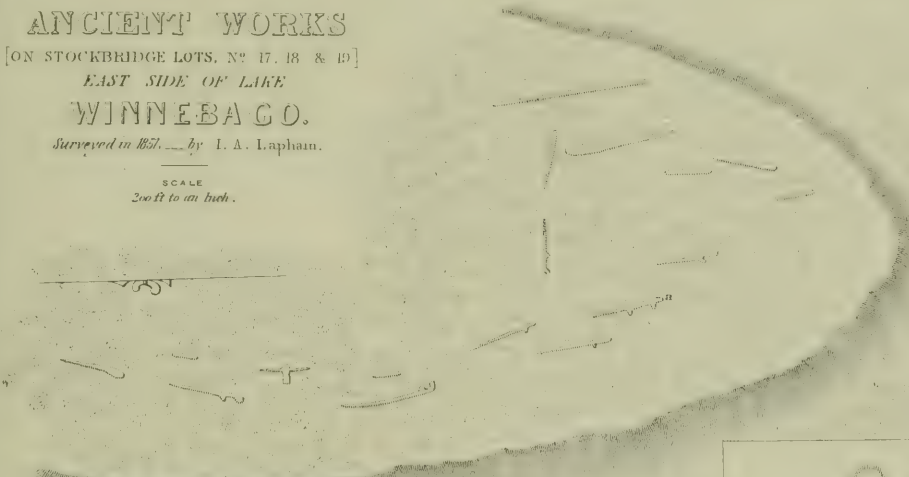 ANCIENT WORKS
[ON STOCKBRIDGE LOTS, Nº 17, 18 & 19]
EAST SIDE OF LAKE
WINNEBAGO.
Surveyed in 1851. __ by I. A. Lapham.
SCALE
200 ft to an Inch.